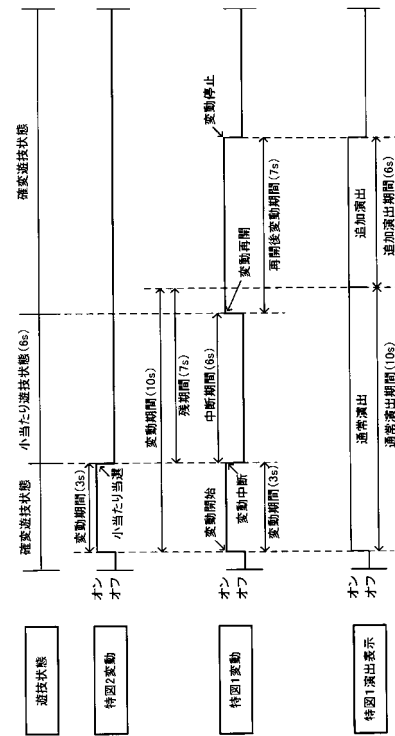 遊技状態
確変遊技状態
小当たり遊技状態(6s)
確変遊技状態
特図2変動
オン
オフ
変動期間(3s)
小当たり当選
変動期間(10s)
残期間(7s)
特図1変動
オン
オフ
変動開始
変動中断
変動期間(3s)
中断期間(6s)
変動再開
再開後変動期間(7s)
変動停止
特図1演出表示
オン
オフ
通常演出
追加演出
通常演出期間(10s)
追加演出期間(6s)